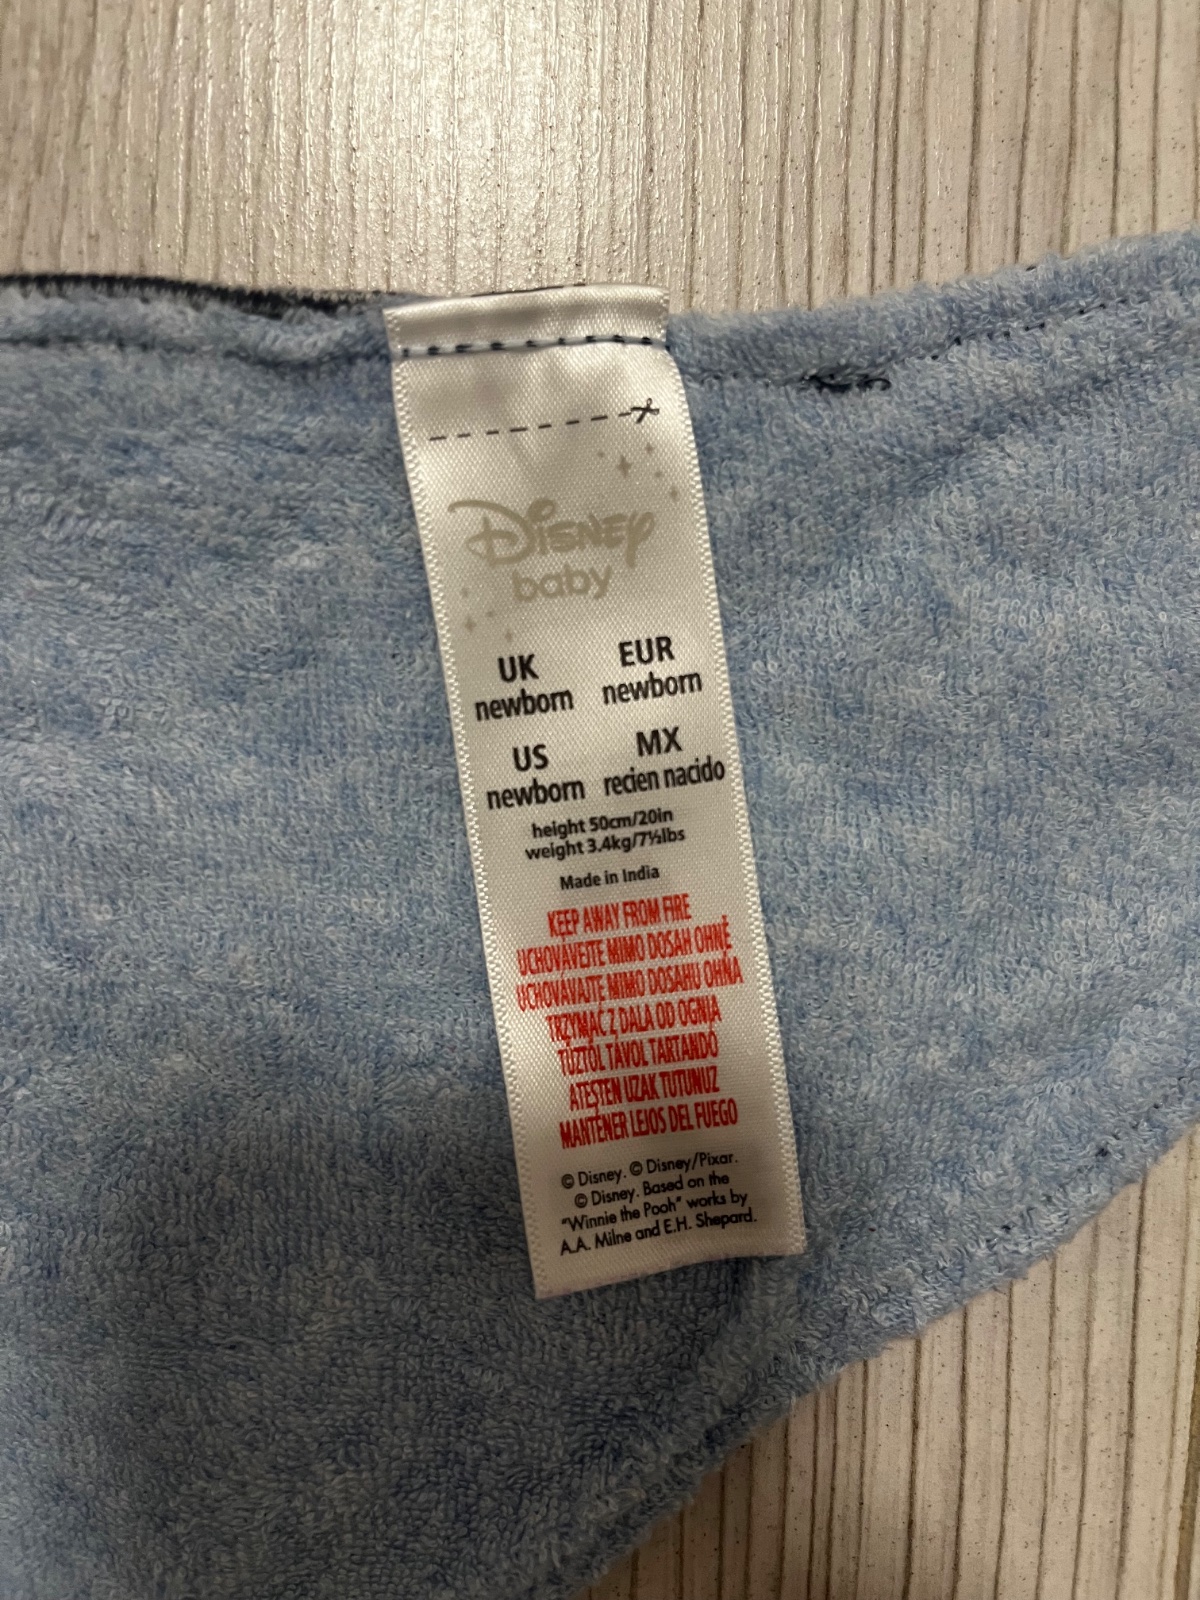 Disney
baby
UK EUR
newborn newborn
US MX
newborn recien nacido
height 50cm/20in
weight 3.4kg/7½lbs
Made in India
KEEP AWAY FROM FIRE
UCHOVÁVEJTE MIMO DOSAH OHNĚ
UCHOVÁVAJTE MIMO DOSAHU OHŇA
TRZYMAĆ Z DALA OD OGNIA
TŰZTŐL TÁVOL TARTANDÓ
ATEŞTEN UZAK TUTUNUZ
MANTENER LEJOS DEL FUEGO
© Disney. © Disney/Pixar.
© Disney. Based on the
"Winnie the Pooh" works by
A.A. Milne and E.H. Shepard.